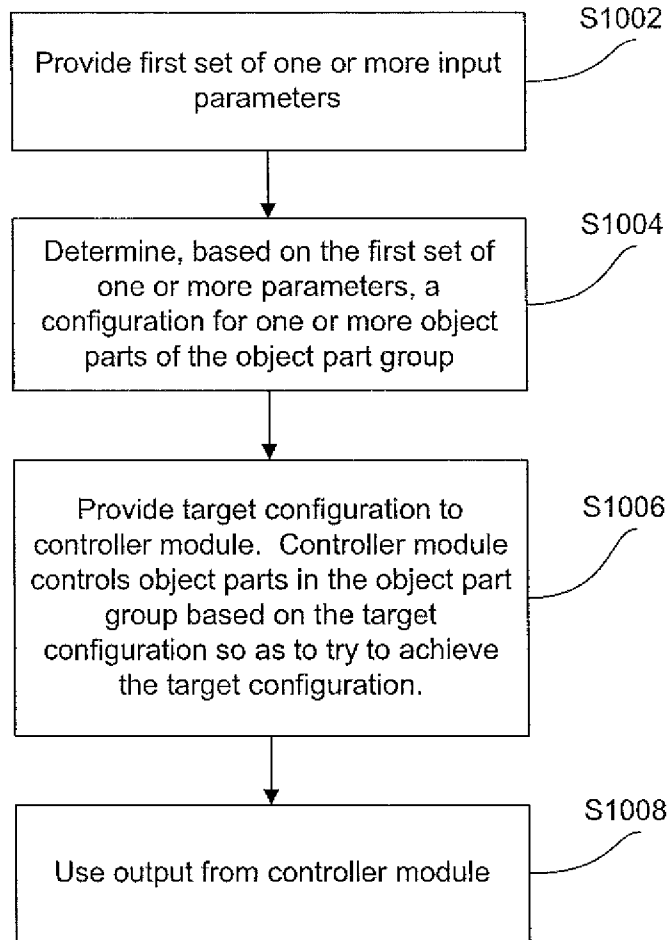 S1002
Provide first set of one or more input
parameters
S1004
Determine, based on the first set of
one or more parameters, a
configuration for one or more object
parts of the object part group
S1006
Provide target configuration to
controller module. Controller module
controls object parts in the object part
group based on the target
configuration so as to try to achieve
the target configuration.
S1008
Use output from controller module